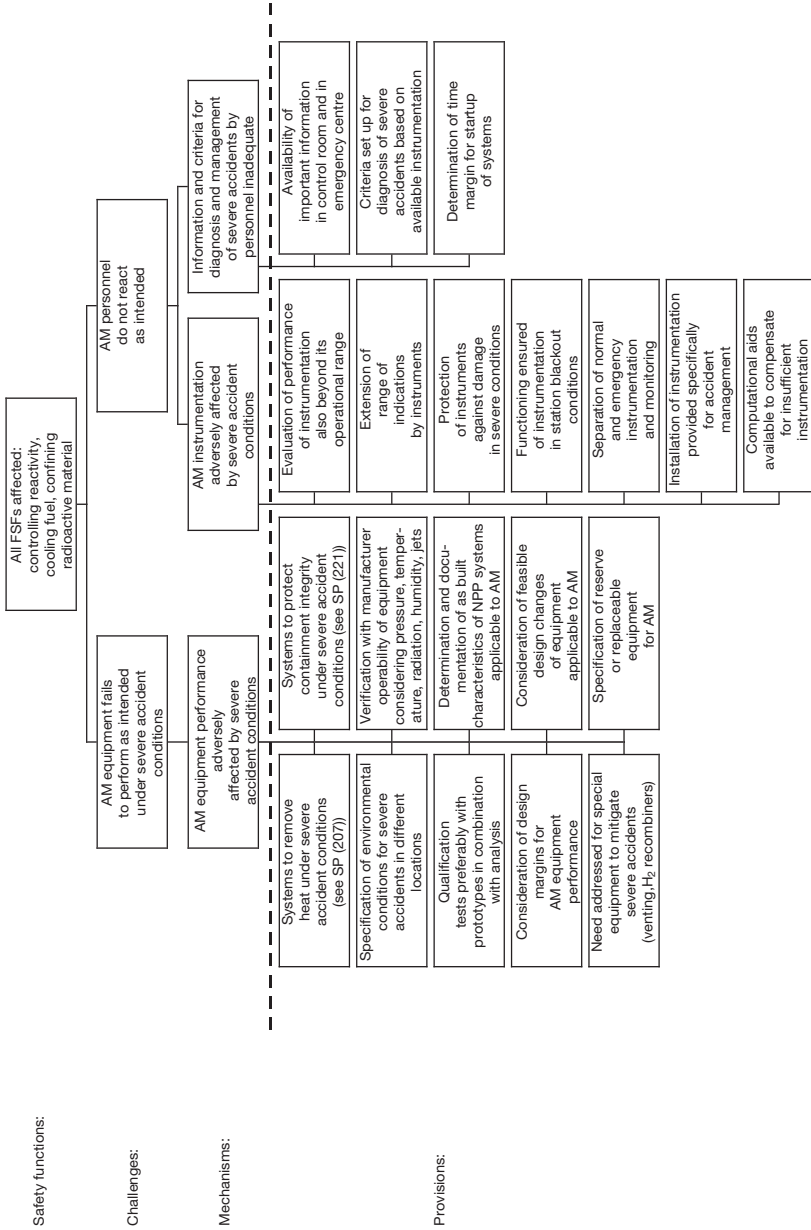 Safety functions:
All FSFs affected:
controlling reactivity,
cooling fuel, confining
radioactive material
Challenges:
AM equipment fails
to perform as intended
under severe accident
conditions
AM personnel
do not react
as intended
Mechanisms:
AM equipment performance
adversely
affected by severe
accident conditions
AM instrumentation
adversely affected
by severe accident
conditions
Information and criteria for
diagnosis and management
of severe accidents by
personnel inadequate
Provisions:
Systems to remove
heat under severe
accident conditions
(see SP (207))
Systems to protect
containment integrity
under severe accident
conditions (see SP (221))
Evaluation of performance
of instrumentation
also beyond its
operational range
Availability of
important information
in control room and in
emergency centre
Specification of environmental
conditions for severe
accidents in different
locations
Verification with manufacturer
operability of equipment
considering pressure, temper-
ature, radiation, humidity, jets
Extension of
range of
indications
by instruments
Criteria set up for
diagnosis of severe
accidents based on
available instrumentation
Qualification
tests preferably with
prototypes in combination
with analysis
Determination and docu-
mentation of as built
characteristics of NPP systems
applicable to AM
Protection
of instruments
against damage
in severe conditions
Determination of time
margin for startup
of systems
Consideration of design
margins for
AM equipment
performance
Consideration of feasible
design changes
of equipment
applicable to AM
Functioning ensured
of instrumentation
in station blackout
conditions
Need addressed for special
equipment to mitigate
severe accidents
(venting,H₂ recombiners)
Specification of reserve
or replaceable
equipment
for AM
Separation of normal
and emergency
instrumentation
and monitoring
Installation of instrumentation
provided specifically
for accident
management
Computational aids
available to compensate
for insufficient
instrumentation